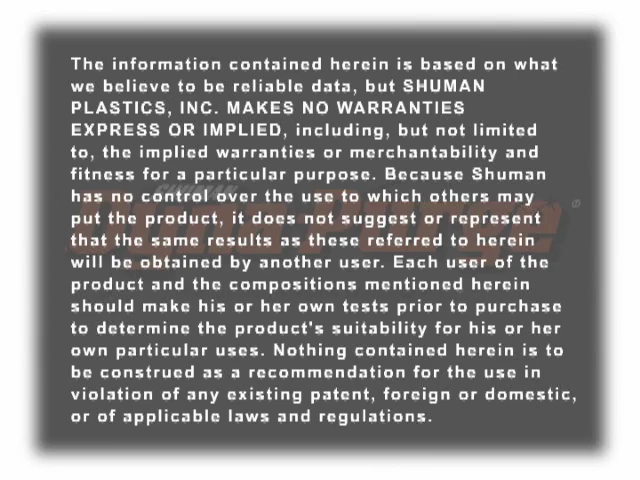 The information contained herein is based on what
we believe to be reliable data, but SHUMAN
PLASTICS, INC. MAKES NO WARRANTIES
EXPRESS OR IMPLIED, including, but not limited
to, the implied warranties or merchantability and
fitness for a particular purpose. Because Shuman
SHUMAN
has no control over the use to which others may
Dyna-Purge ®
put the product, it does not suggest or represent
that the same results as these referred to herein
will be obtained by another user. Each user of the
product and the compositions mentioned herein
should make his or her own tests prior to purchase
to determine the product's suitability for his or her
own particular uses. Nothing contained herein is to
be construed as a recommendation for the use in
violation of any existing patent, foreign or domestic,
or of applicable laws and regulations.